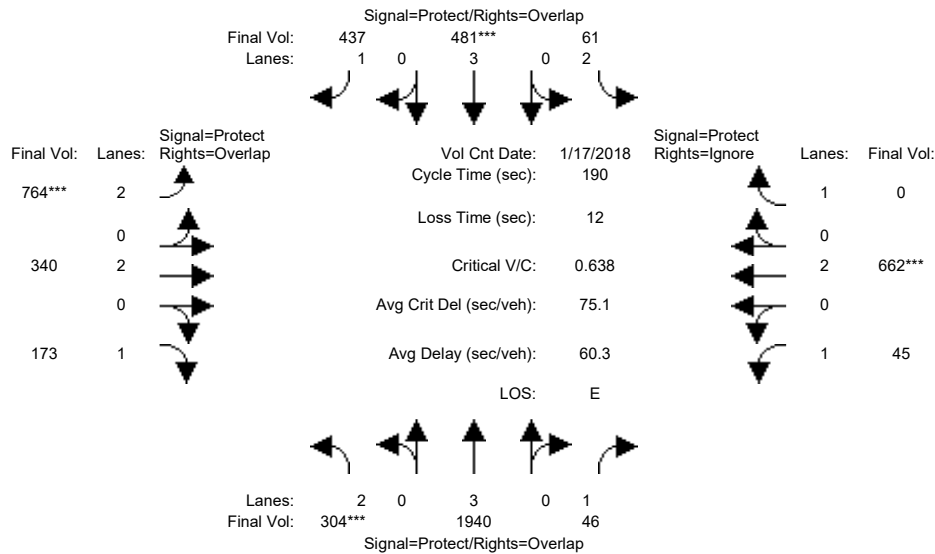 Signal=Protect/Rights=Overlap
Final Vol: 437 481*** 61
Lanes: 1 0 3 0 2
Signal=Protect Signal=Protect
Final Vol: Lanes: Rights=Overlap Vol Cnt Date: 1/17/2018 Rights=Ignore Lanes: Final Vol:
Cycle Time (sec): 190
764*** 2 1 0
Loss Time (sec): 12
0 0
340 2 Critical V/C: 0.638 2 662***
0 Avg Crit Del (sec/veh): 75.1 0
173 1 Avg Delay (sec/veh): 60.3 1 45
LOS: E
Lanes: 2 0 3 0 1
Final Vol: 304*** 1940 46
Signal=Protect/Rights=Overlap